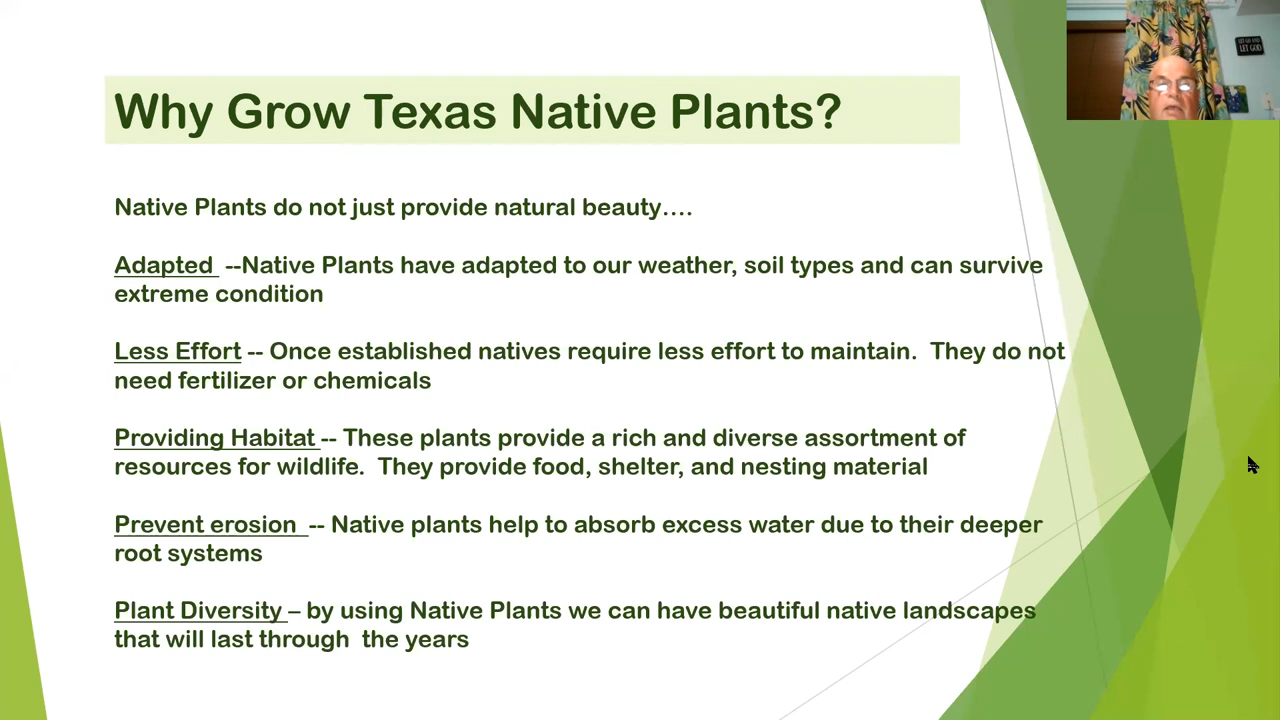 Why Grow Texas Native Plants?
LET GO AND
LET GOD
Native Plants do not just provide natural beauty….
Adapted --Native Plants have adapted to our weather, soil types and can survive
extreme condition
Less Effort -- Once established natives require less effort to maintain. They do not
need fertilizer or chemicals
Providing Habitat -- These plants provide a rich and diverse assortment of
resources for wildlife. They provide food, shelter, and nesting material
Prevent erosion -- Native plants help to absorb excess water due to their deeper
root systems
Plant Diversity – by using Native Plants we can have beautiful native landscapes
that will last through the years